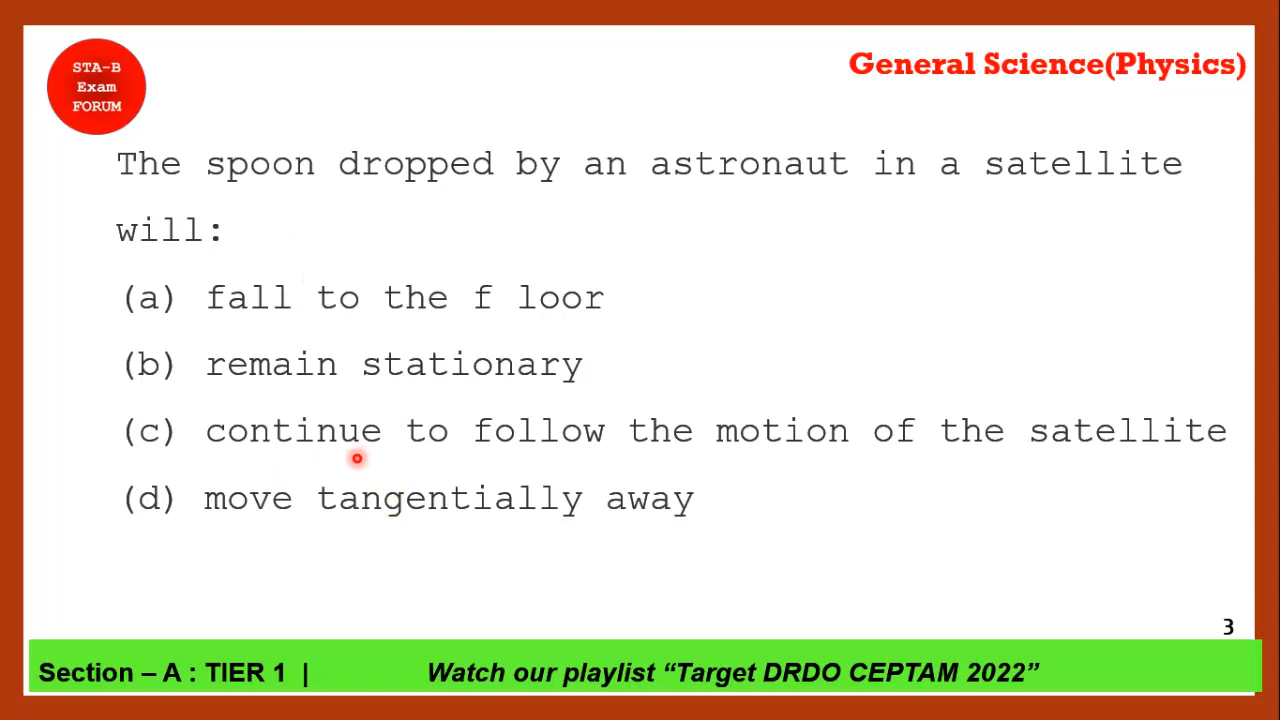 STA-B
Exam
FORUM
General Science(Physics)
The spoon dropped by an astronaut in a satellite
will:
(a) fall to the f loor
(b) remain stationary
(c) continue to follow the motion of the satellite
(d) move tangentially away
3
Section – A : TIER 1 | Watch our playlist “Target DRDO CEPTAM 2022”